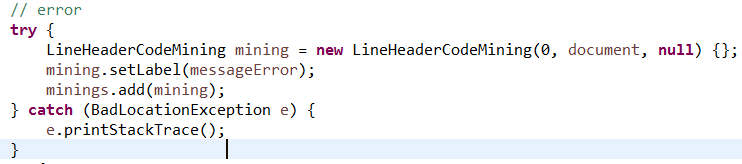 // error
try {
    LineHeaderCodeMining mining = new LineHeaderCodeMining(0, document, null) {};
    mining.setLabel(messageError);
    minings.add(mining);
} catch (BadLocationException e) {
    e.printStackTrace();
}